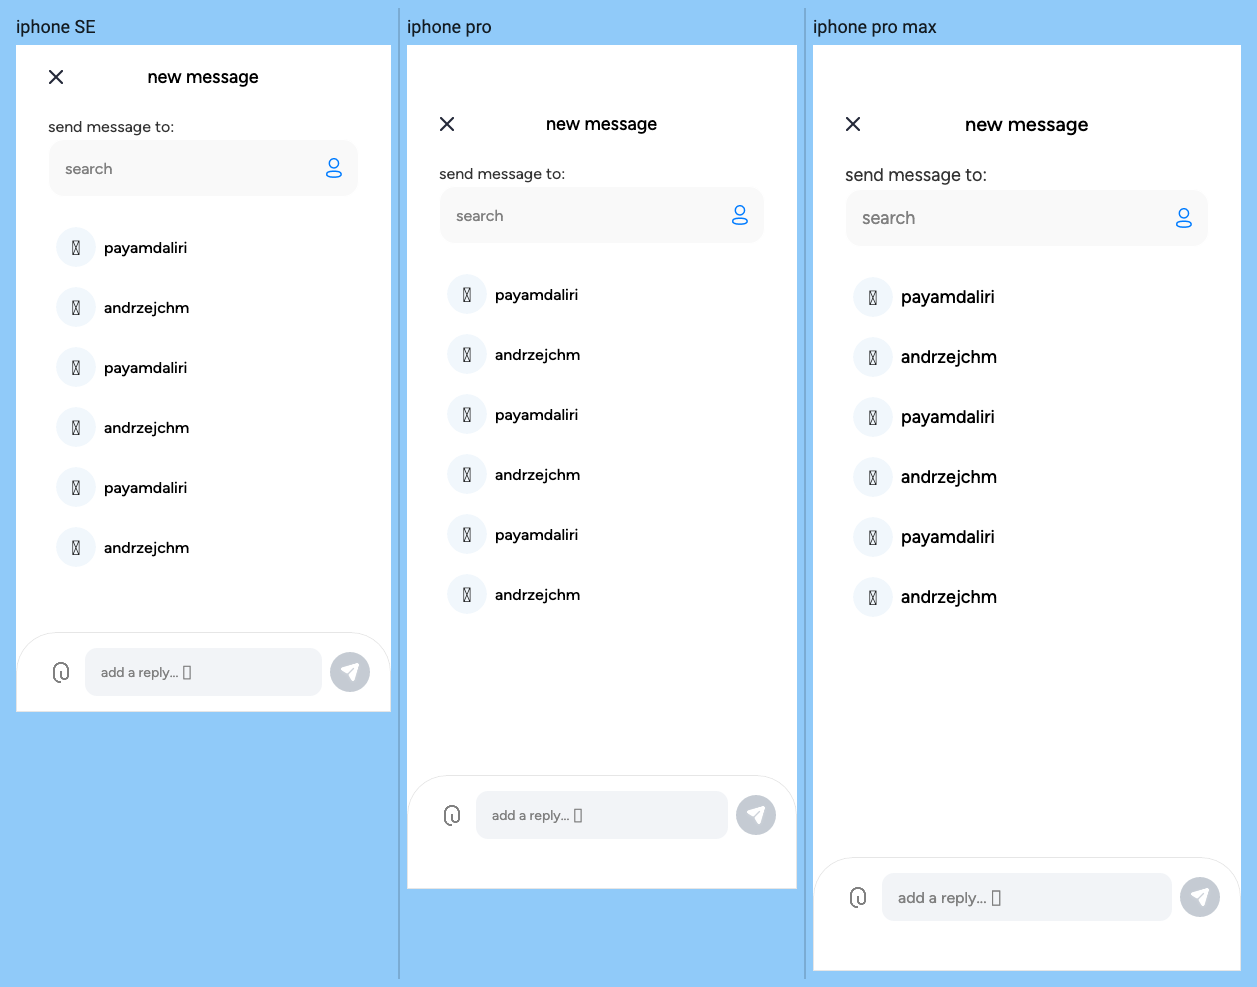 iphone SE
new message
send message to:
search
payamdaliri
andrzejchm
payamdaliri
andrzejchm
payamdaliri
andrzejchm
add a reply...
iphone pro
new message
send message to:
search
payamdaliri
andrzejchm
payamdaliri
andrzejchm
payamdaliri
andrzejchm
add a reply...
iphone pro max
new message
send message to:
search
payamdaliri
andrzejchm
payamdaliri
andrzejchm
payamdaliri
andrzejchm
add a reply...